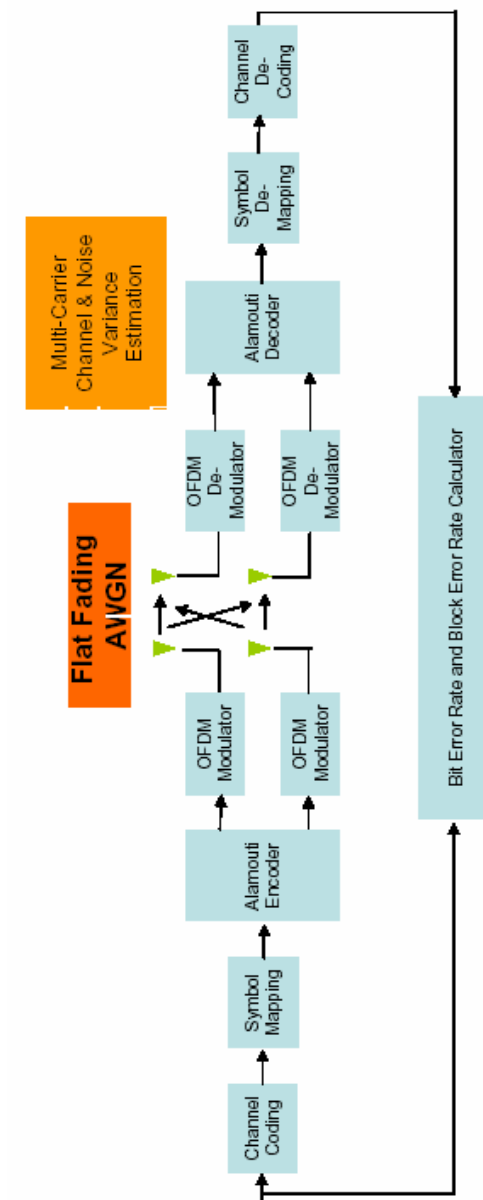 Multi-Carrier
Channel & Noise
Variance
Estimation
Flat Fading
AWGN
Channel
Coding
Symbol
Mapping
Alamouti
Encoder
OFDM
Modulator
OFDM
Modulator
OFDM
De-
Modulator
OFDM
De-
Modulator
Alamouti
Decoder
Symbol
De-
Mapping
Channel
De-
Coding
Bit Error Rate and Block Error Rate Calculator